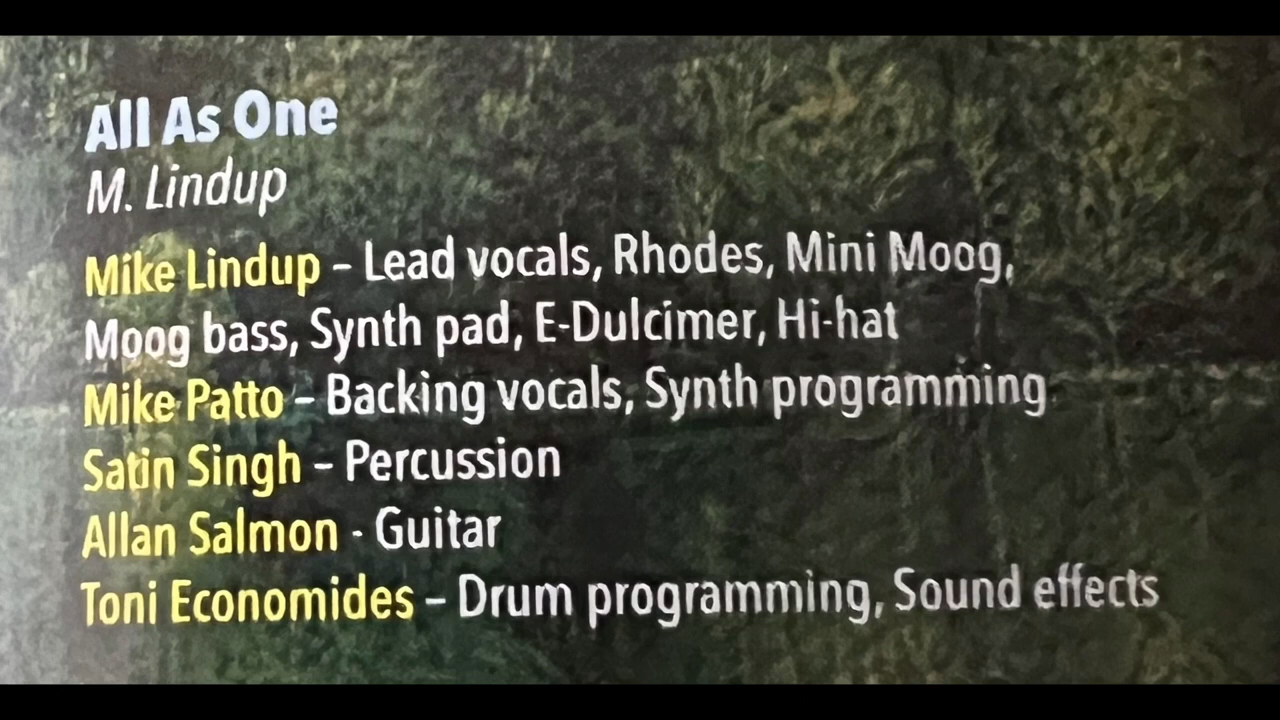 All As One
M. Lindup
Mike Lindup – Lead vocals, Rhodes, Mini Moog,
Moog bass, Synth pad, E-Dulcimer, Hi-hat
Mike Patto – Backing vocals, Synth programming
Satin Singh – Percussion
Allan Salmon - Guitar
Toni Economides – Drum programming, Sound effects